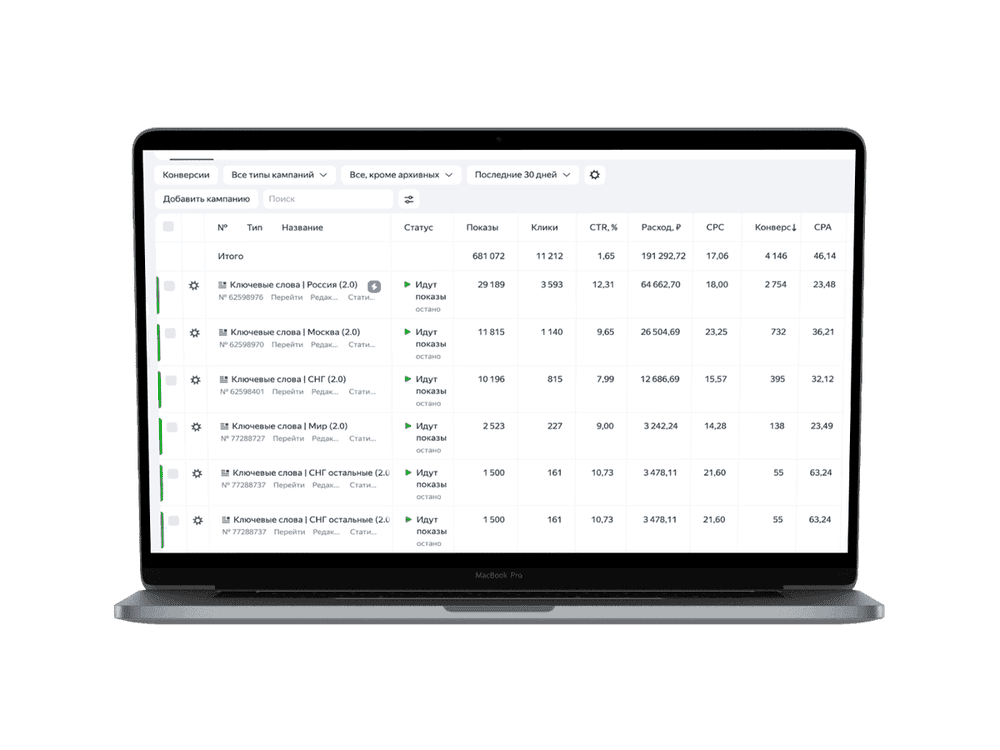 Конверсии Все типы кампаний Все, кроме архивных Последние 30 дней
Добавить кампанию Поиск
№ Тип Название Статус Показы Клики CTR, % Расход, ₽ CPC Конверс↓ CPA
Итого 681 072 11 212 1,65 191 292,72 17,06 4 146 46,14
Ключевые слова | Россия (2.0) Идут показы 29 189 3 593 12,31 64 662,70 18,00 2 754 23,48
№ 62598976 Перейти Редак... Стати... остано
Ключевые слова | Москва (2.0) Идут показы 11 815 1 140 9,65 26 504,69 23,25 732 36,21
№ 62598970 Перейти Редак... Стати... остано
Ключевые слова | СНГ (2.0) Идут показы 10 196 815 7,99 12 686,69 15,57 395 32,12
№ 62598401 Перейти Редак... Стати... остано
Ключевые слова | Мир (2.0) Идут показы 2 523 227 9,00 3 242,24 14,28 138 23,49
№ 77288727 Перейти Редак... Стати... остано
Ключевые слова | СНГ остальные (2.0 Идут показы 1 500 161 10,73 3 478,11 21,60 55 63,24
№ 77288737 Перейти Редак... Стати... остано
Ключевые слова | СНГ остальные (2.0 Идут показы 1 500 161 10,73 3 478,11 21,60 55 63,24
№ 77288737 Перейти Редак... Стати... остано
MacBook Pro